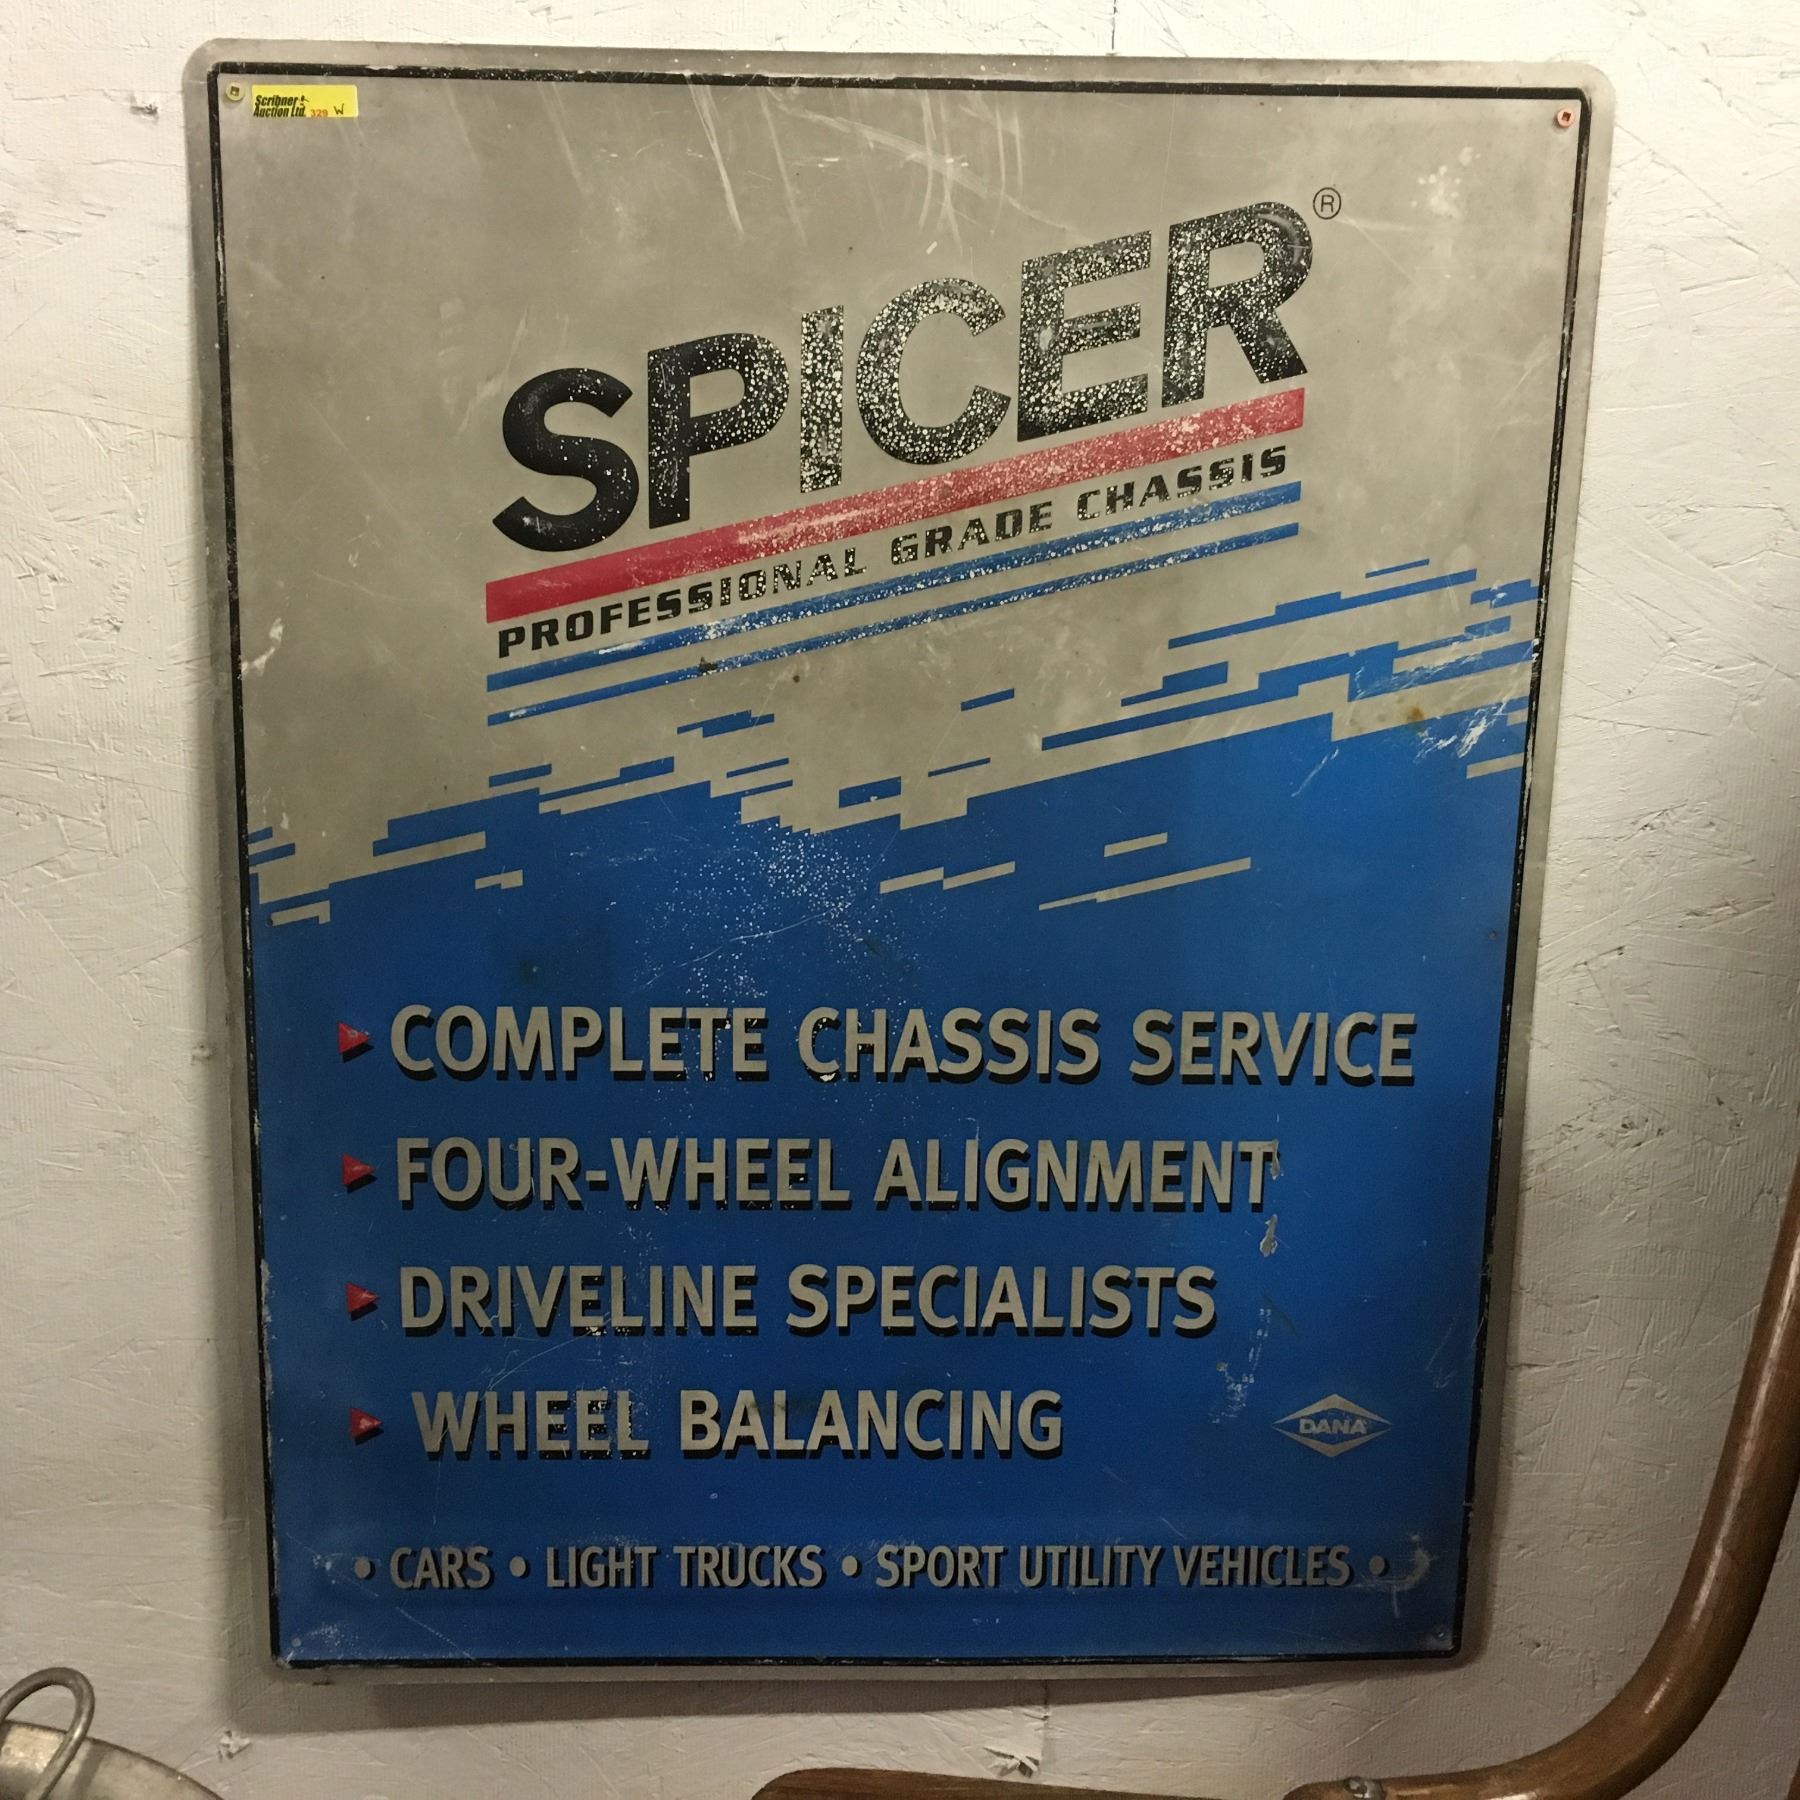 Scribner
Auction Ltd. 329 W
SPICER®
PROFESSIONAL GRADE CHASSIS
COMPLETE CHASSIS SERVICE
FOUR-WHEEL ALIGNMENT
DRIVELINE SPECIALISTS
WHEEL BALANCING
DANA
• CARS • LIGHT TRUCKS • SPORT UTILITY VEHICLES •